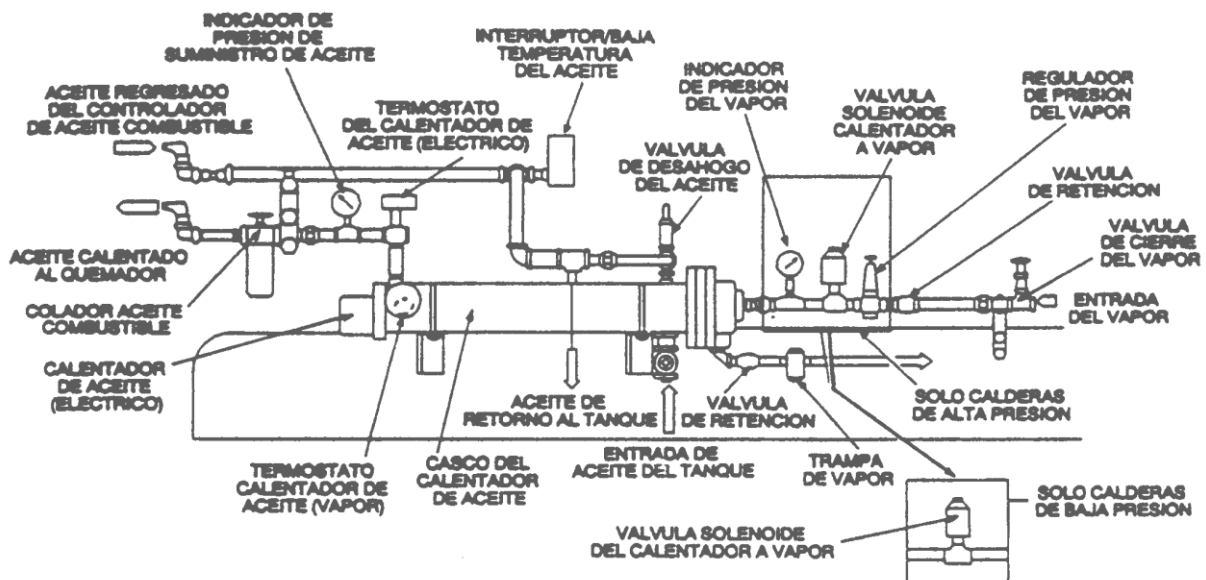 INDICADOR DE
PRESION DE
SUMINISTRO DE ACEITE
INTERRUPTOR/BAJA
TEMPERATURA
DEL ACEITE
ACEITE REGRESADO
DEL CONTROLADOR
DE ACEITE COMBUSTIBLE
TERMOSTATO
DEL CALENTADOR DE
ACEITE (ELECTRICO)
INDICADOR
DE PRESION
DEL VAPOR
VALVULA
SOLENOIDE
CALENTADOR
A VAPOR
REGULADOR
DE PRESION
DEL VAPOR
VALVULA
DE DESAHOGO
DEL ACEITE
VALVULA
DE RETENCION
VALVULA
DE CIERRE
DEL VAPOR
ACEITE CALENTADO
AL QUEMADOR
COLADOR ACEITE
COMBUSTIBLE
ENTRADA
DEL VAPOR
CALENTADOR
DE ACEITE
(ELECTRICO)
ACEITE DE
RETORNO AL TANQUE
VALVULA
DE RETENCION
SOLO CALDERAS
DE ALTA PRESION
TERMOSTATO
CALENTADOR DE
ACEITE (VAPOR)
CASCO DEL
CALENTADOR
DE ACEITE
ENTRADA DE
ACEITE DEL TANQUE
TRAMPA
DE VAPOR
SOLO CALDERAS
DE BAJA PRESION
VALVULA SOLENOIDE
DEL CALENTADOR A VAPOR